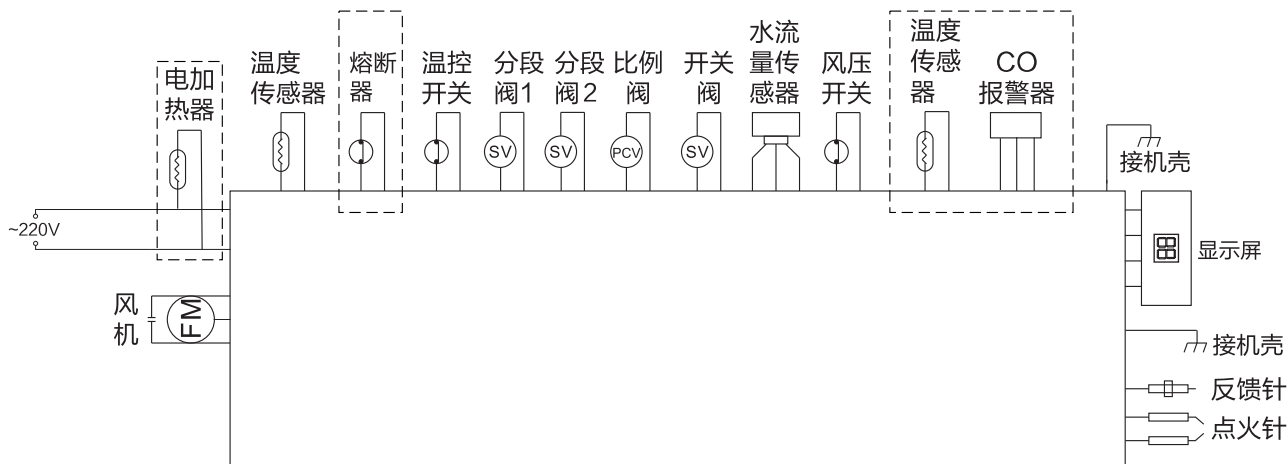 电加
热器
温度
传感器
熔断
器
温控
开关
分段
阀1
分段
阀2
比例
阀
开关
阀
水流
量传
感器
风压
开关
温度
传感
器
CO
报警器
SV
SV
PCV
SV
接机壳
~220V
显示屏
风
机
FM
接机壳
反馈针
点火针